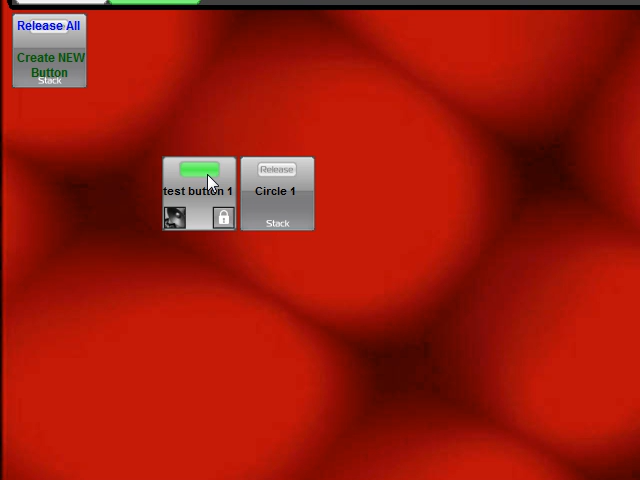 Release All
Create NEW
Button
Stack
Release
test button 1
Circle 1
Stack